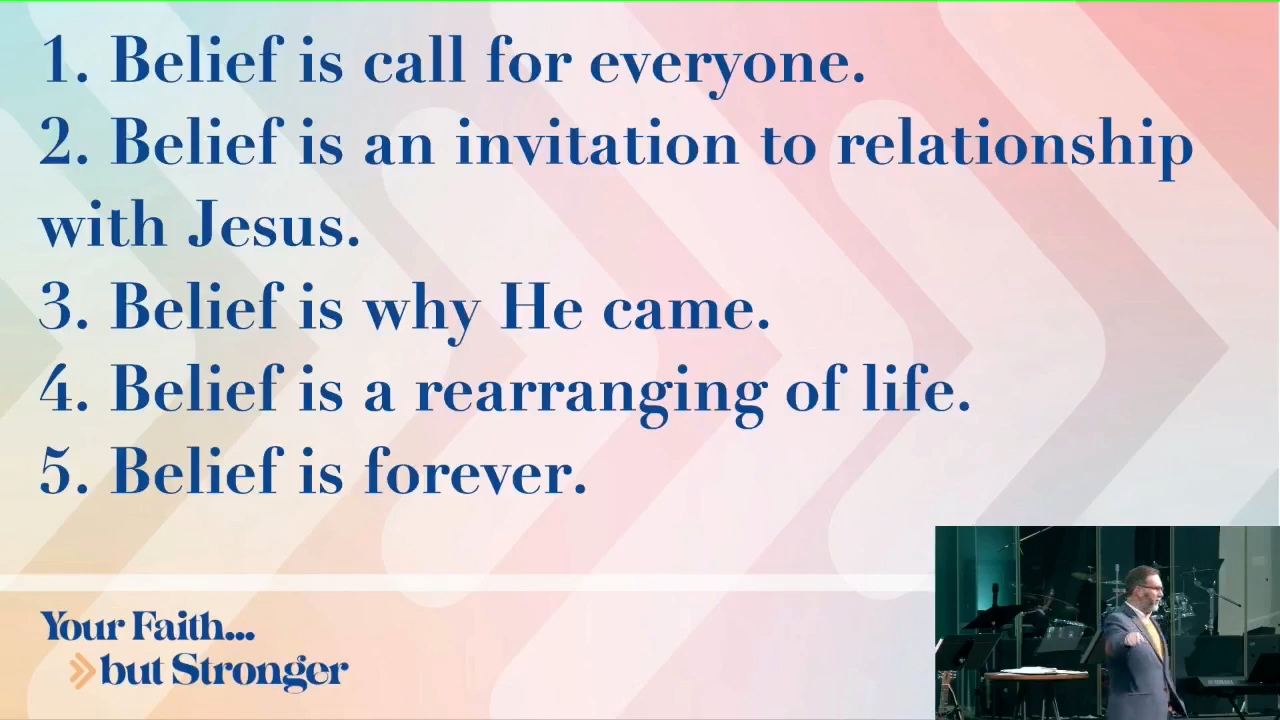 1. Belief is call for everyone.
2. Belief is an invitation to relationship
with Jesus.
3. Belief is why He came.
4. Belief is a rearranging of life.
5. Belief is forever.
Your Faith...
but Stronger